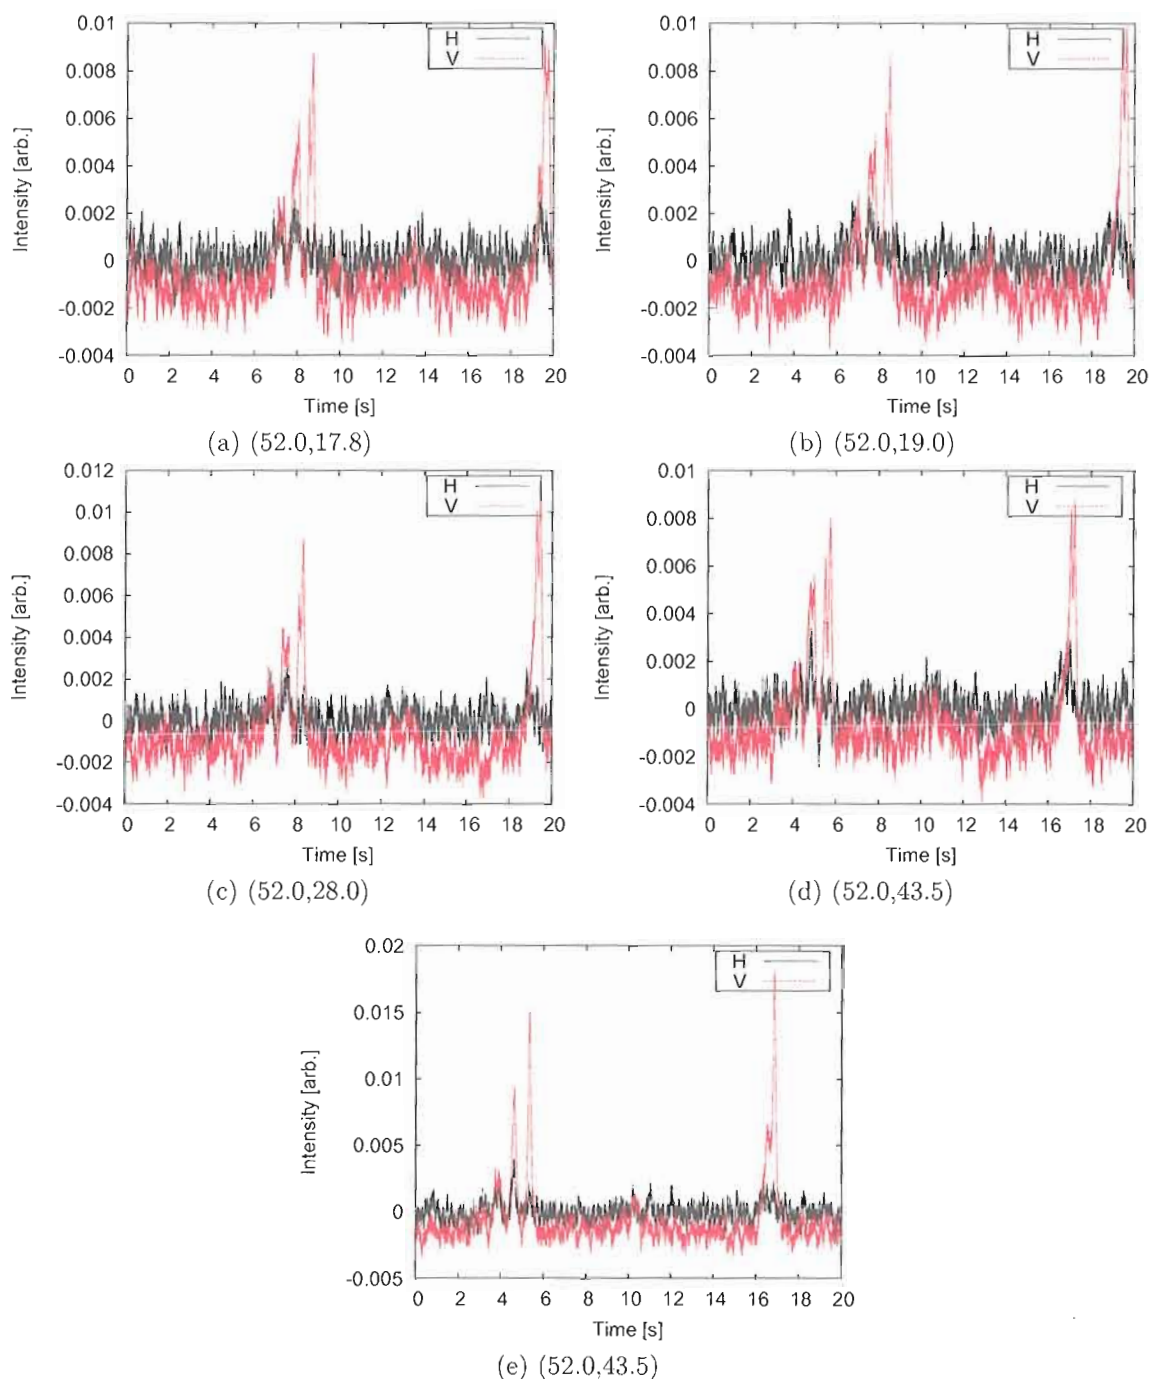 0.01
0.008
0.006
0.004
0.002
0
-0.002
-0.004
Intensity [arb.]
H
V
0 2 4 6 8 10 12 14 16 18 20
Time [s]
(a) (52.0,17.8)
0.01
0.008
0.006
0.004
0.002
0
-0.002
-0.004
Intensity [arb.]
H
V
0 2 4 6 8 10 12 14 16 18 20
Time [s]
(b) (52.0,19.0)
0.012
0.01
0.008
0.006
0.004
0.002
0
-0.002
-0.004
Intensity [arb.]
H
V
0 2 4 6 8 10 12 14 16 18 20
Time [s]
(c) (52.0,28.0)
0.01
0.008
0.006
0.004
0.002
0
-0.002
-0.004
Intensity [arb.]
H
V
0 2 4 6 8 10 12 14 16 18 20
Time [s]
(d) (52.0,43.5)
0.02
0.015
0.01
0.005
0
-0.005
Intensity [arb.]
H
V
0 2 4 6 8 10 12 14 16 18 20
Time [s]
(e) (52.0,43.5)